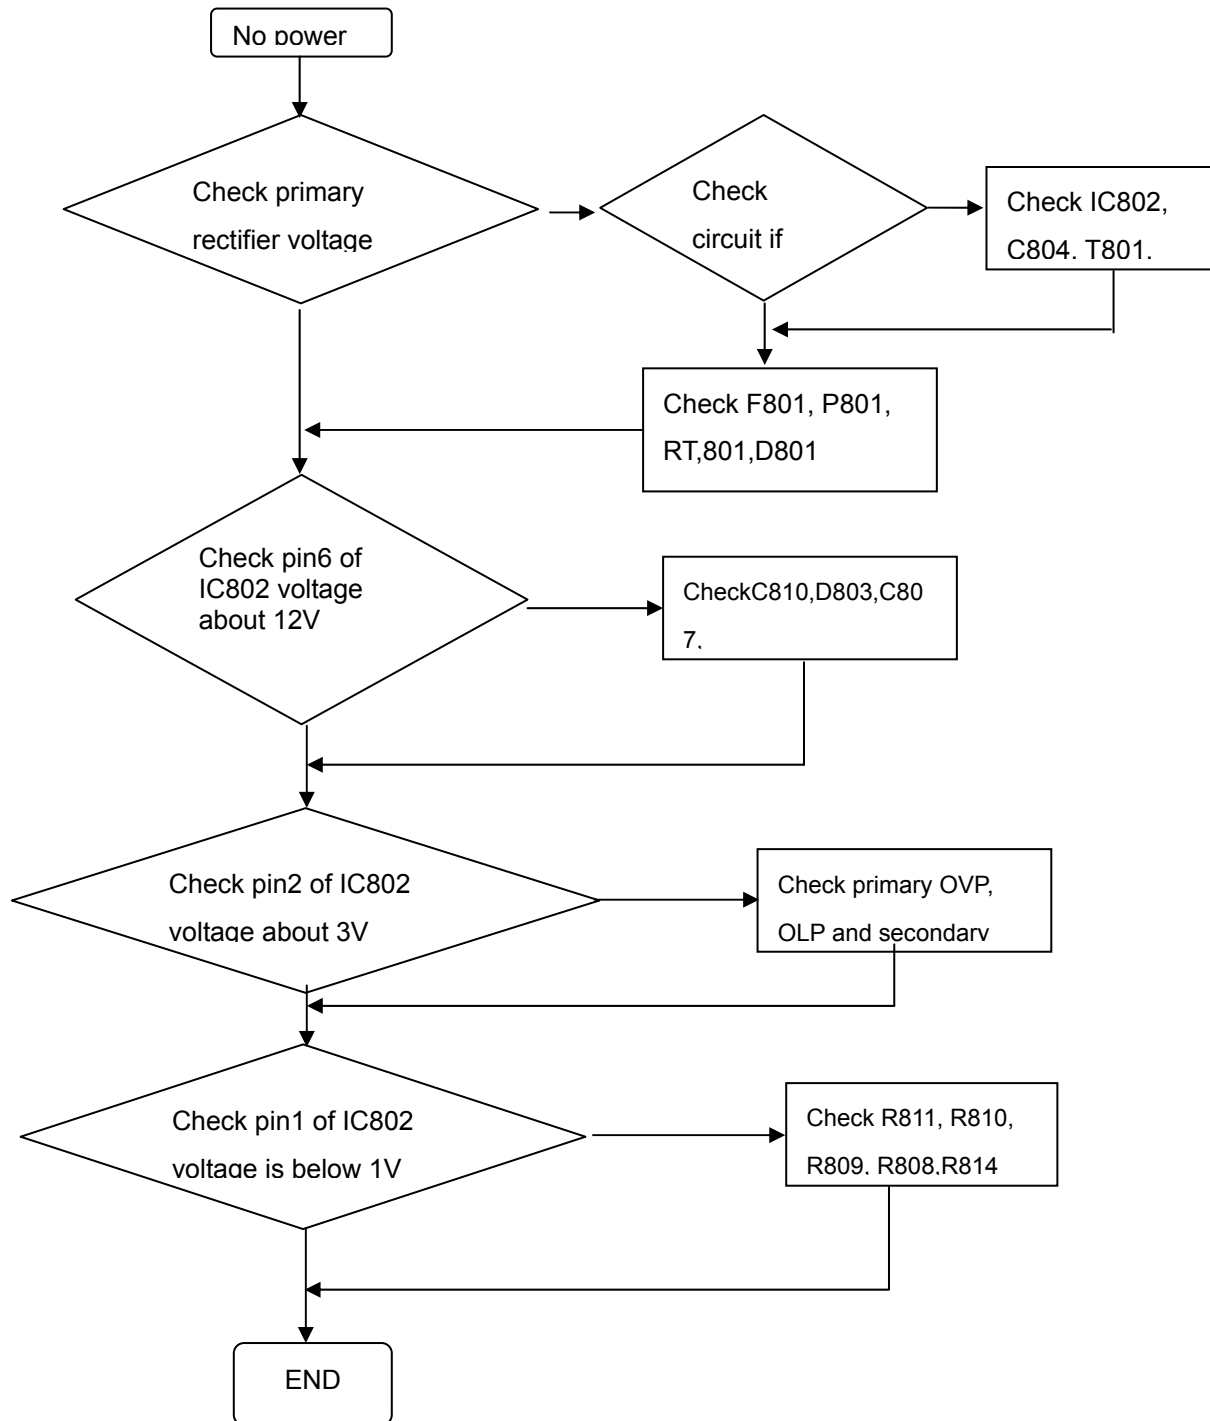 No power
Check primary
rectifier voltage
Check
circuit if
Check IC802,
C804, T801,
Check F801, P801,
RT,801,D801
Check pin6 of
IC802 voltage
about 12V
CheckC810,D803,C80
7,
Check pin2 of IC802
voltage about 3V
Check primary OVP,
OLP and secondary
Check pin1 of IC802
voltage is below 1V
Check R811, R810,
R809, R808,R814
END